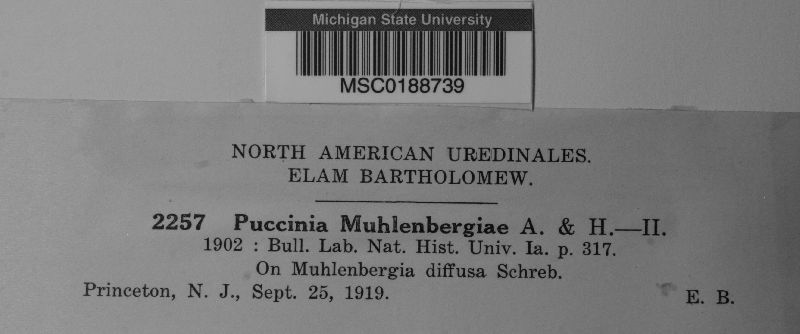 Michigan State University
MSC0188739
NORTH AMERICAN UREDINALES.
ELAM BARTHOLOMEW.
2257 Puccinia Muhlenbergiae A. & H.—II.
1902 : Bull. Lab. Nat. Hist. Univ. Ia. p. 317.
On Muhlenbergia diffusa Schreb.
Princeton, N. J., Sept. 25, 1919. E. B.